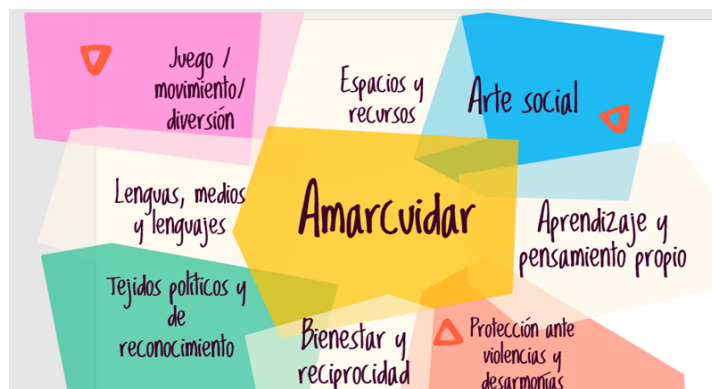 Juego /
movimiento/
diversión
Espacios y
recursos
Arte social
Lenguas, medios
y lenguajes
Amarcuidar
Aprendizaje y
pensamiento propio
Tejidos políticos y
de
reconocimiento
Bienestar y
reciprocidad
Protección ante
violencias y
desarmonías